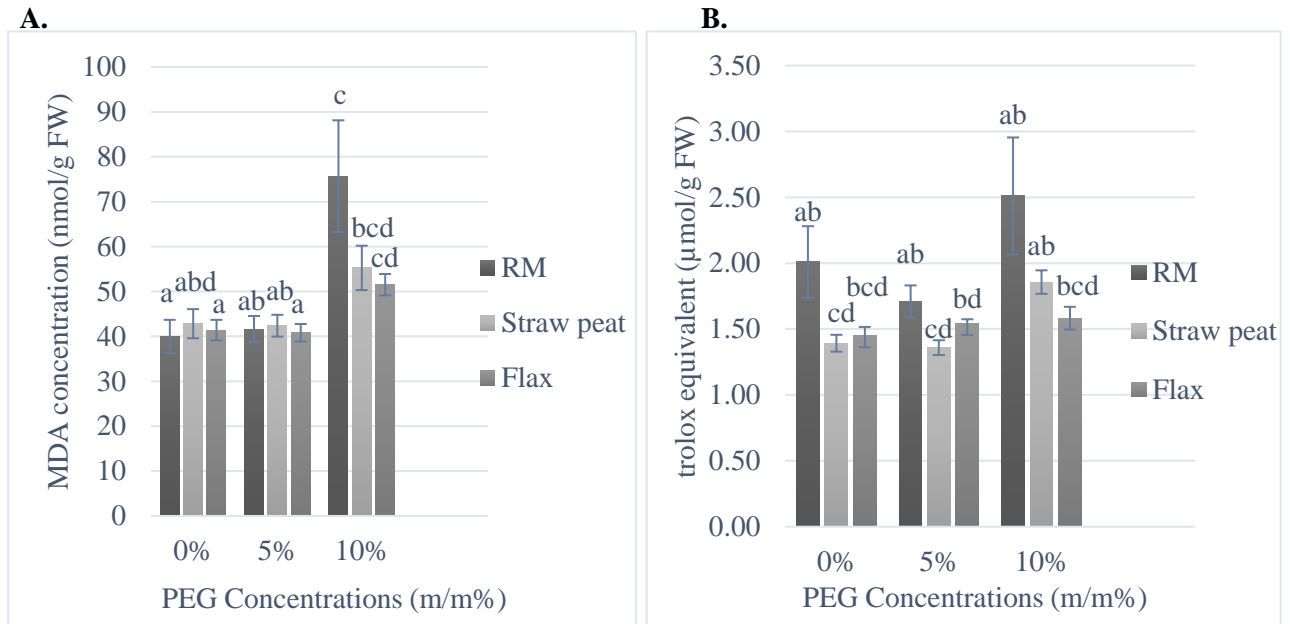 A.
100
90
80
70
60
50
40
30
20
10
0
MDA concentration (nmol/g FW)
a abd a ab ab a c bcd cd
0% 5% 10%
PEG Concentrations (m/m%)
RM
Straw peat
Flax
B.
3.50
3.00
2.50
2.00
1.50
1.00
0.50
0.00
trolox equivalent (µmol/g FW)
ab cd bcd ab cd bd ab ab bcd
0% 5% 10%
PEG Concentrations (m/m%)
RM
Straw peat
Flax